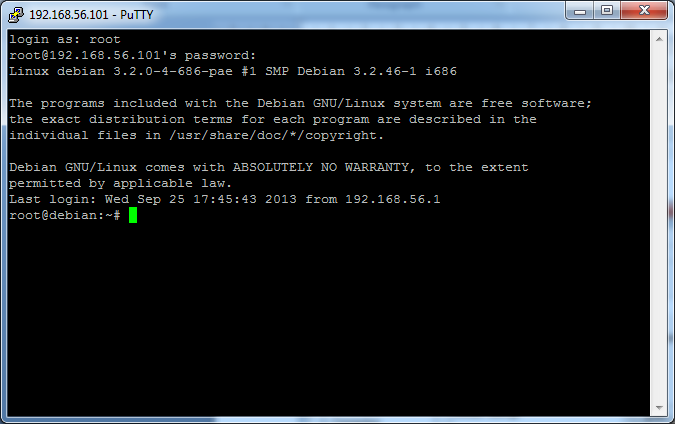 192.168.56.101 - PuTTY
login as: root
root@192.168.56.101's password:
Linux debian 3.2.0-4-686-pae #1 SMP Debian 3.2.46-1 i686
The programs included with the Debian GNU/Linux system are free software;
the exact distribution terms for each program are described in the
individual files in /usr/share/doc/*/copyright.
Debian GNU/Linux comes with ABSOLUTELY NO WARRANTY, to the extent
permitted by applicable law.
Last login: Wed Sep 25 17:45:43 2013 from 192.168.56.1
root@debian:~#